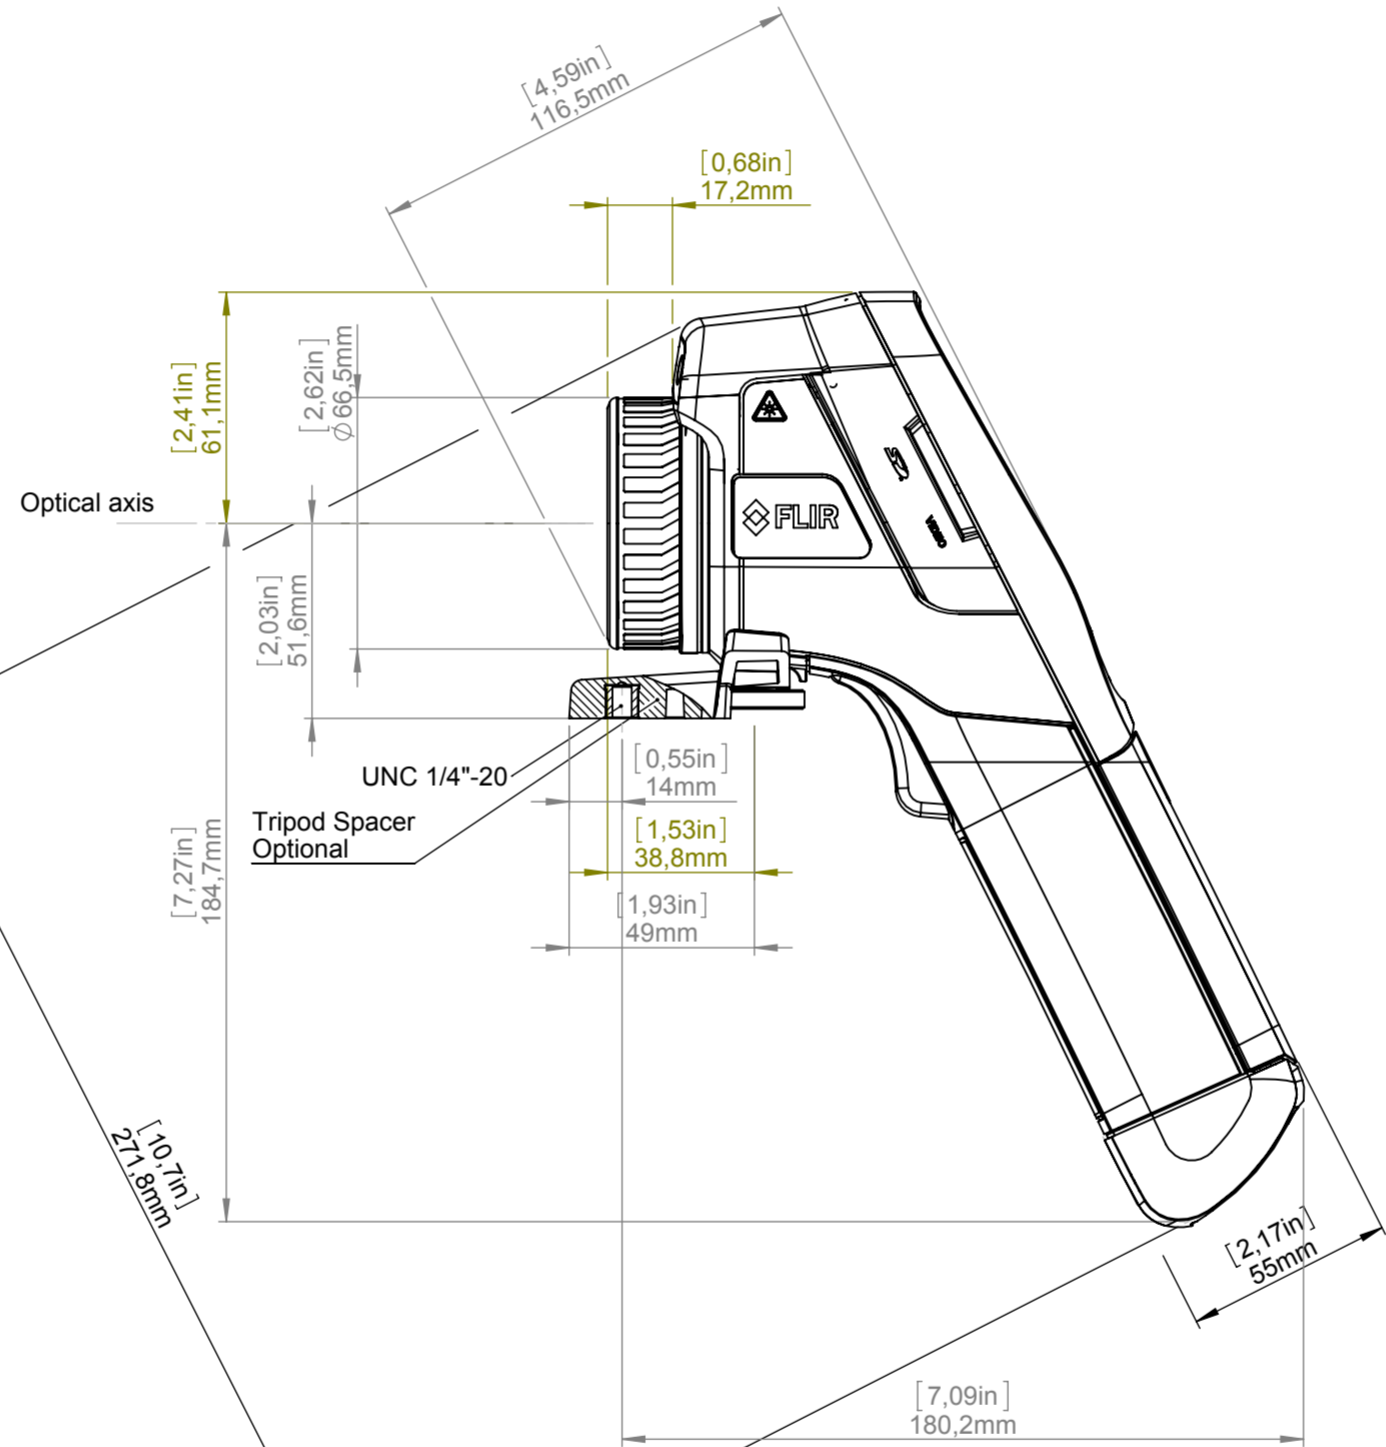 [4,59in]
116,5mm
[0,68in]
17,2mm
[2,41in]
61,1mm
[2,62in]
∅66,5mm
Optical axis
FLIR
VIDEO
[2,03in]
51,6mm
UNC 1/4"-20
[0,55in]
14mm
Tripod Spacer
Optional
[1,53in]
38,8mm
[7,27in]
184,7mm
[1,93in]
49mm
[10,7in]
271,8mm
[2,17in]
55mm
[7,09in]
180,2mm